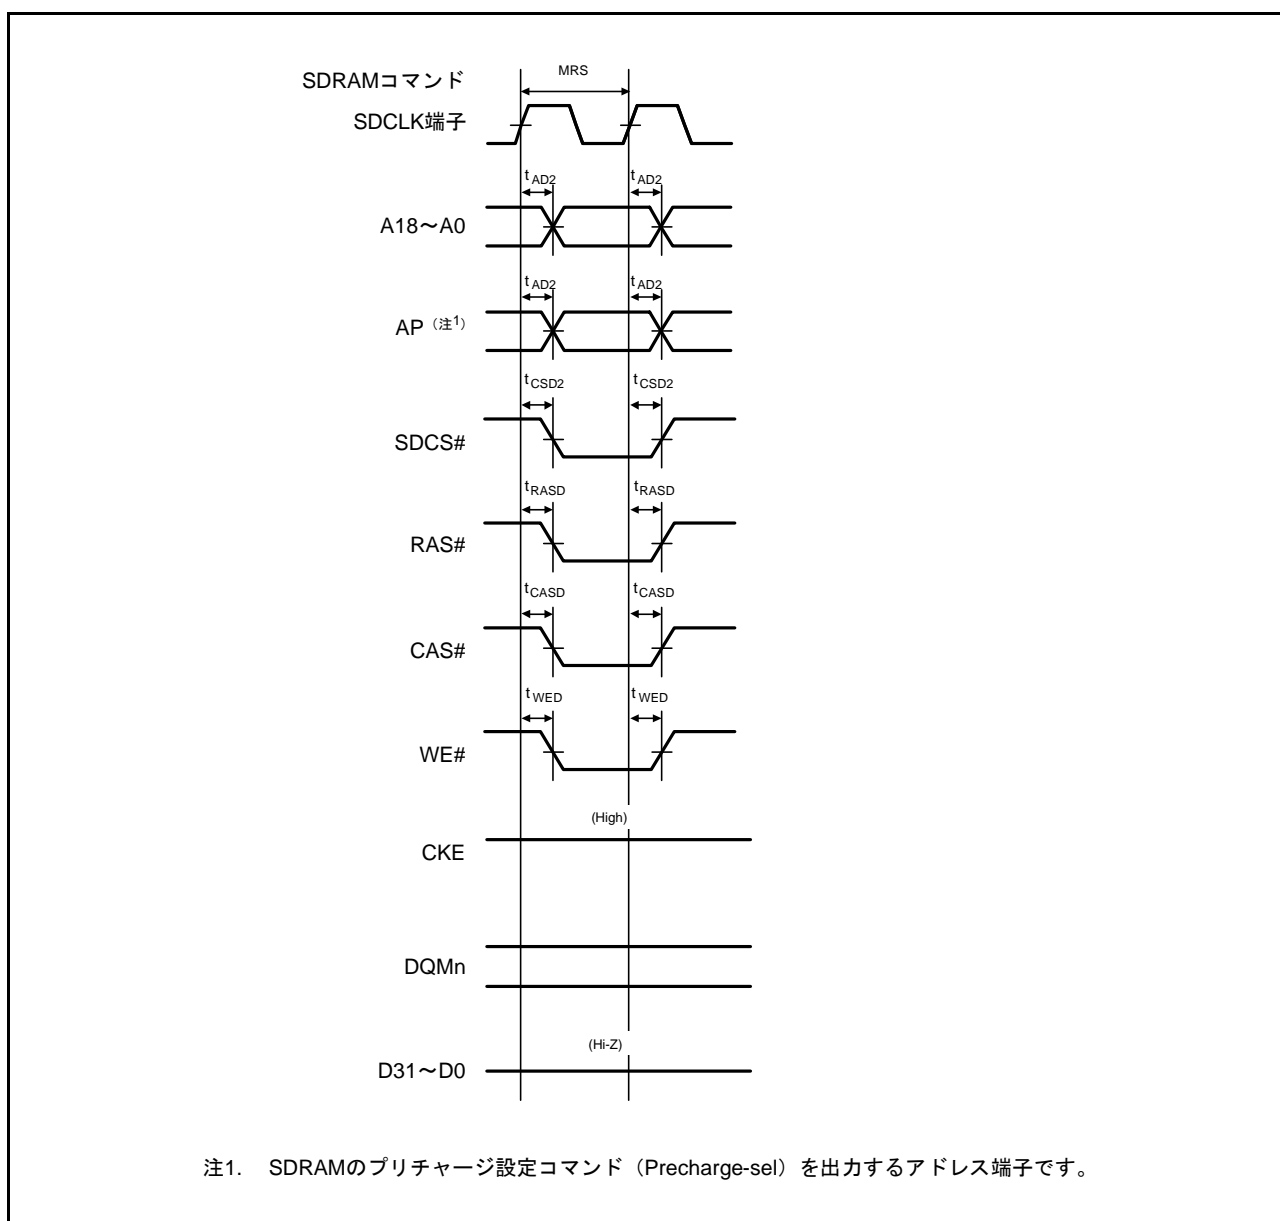 SDRAMコマンド MRS
SDCLK端子
tAD2 tAD2
A18～A0
tAD2 tAD2
AP（注1）
tCSD2 tCSD2
SDCS#
tRASD tRASD
RAS#
tCASD tCASD
CAS#
tWED tWED
WE#
(High)
CKE
DQMn
(Hi-Z)
D31～D0
注1. SDRAMのプリチャージ設定コマンド（Precharge-sel）を出力するアドレス端子です。